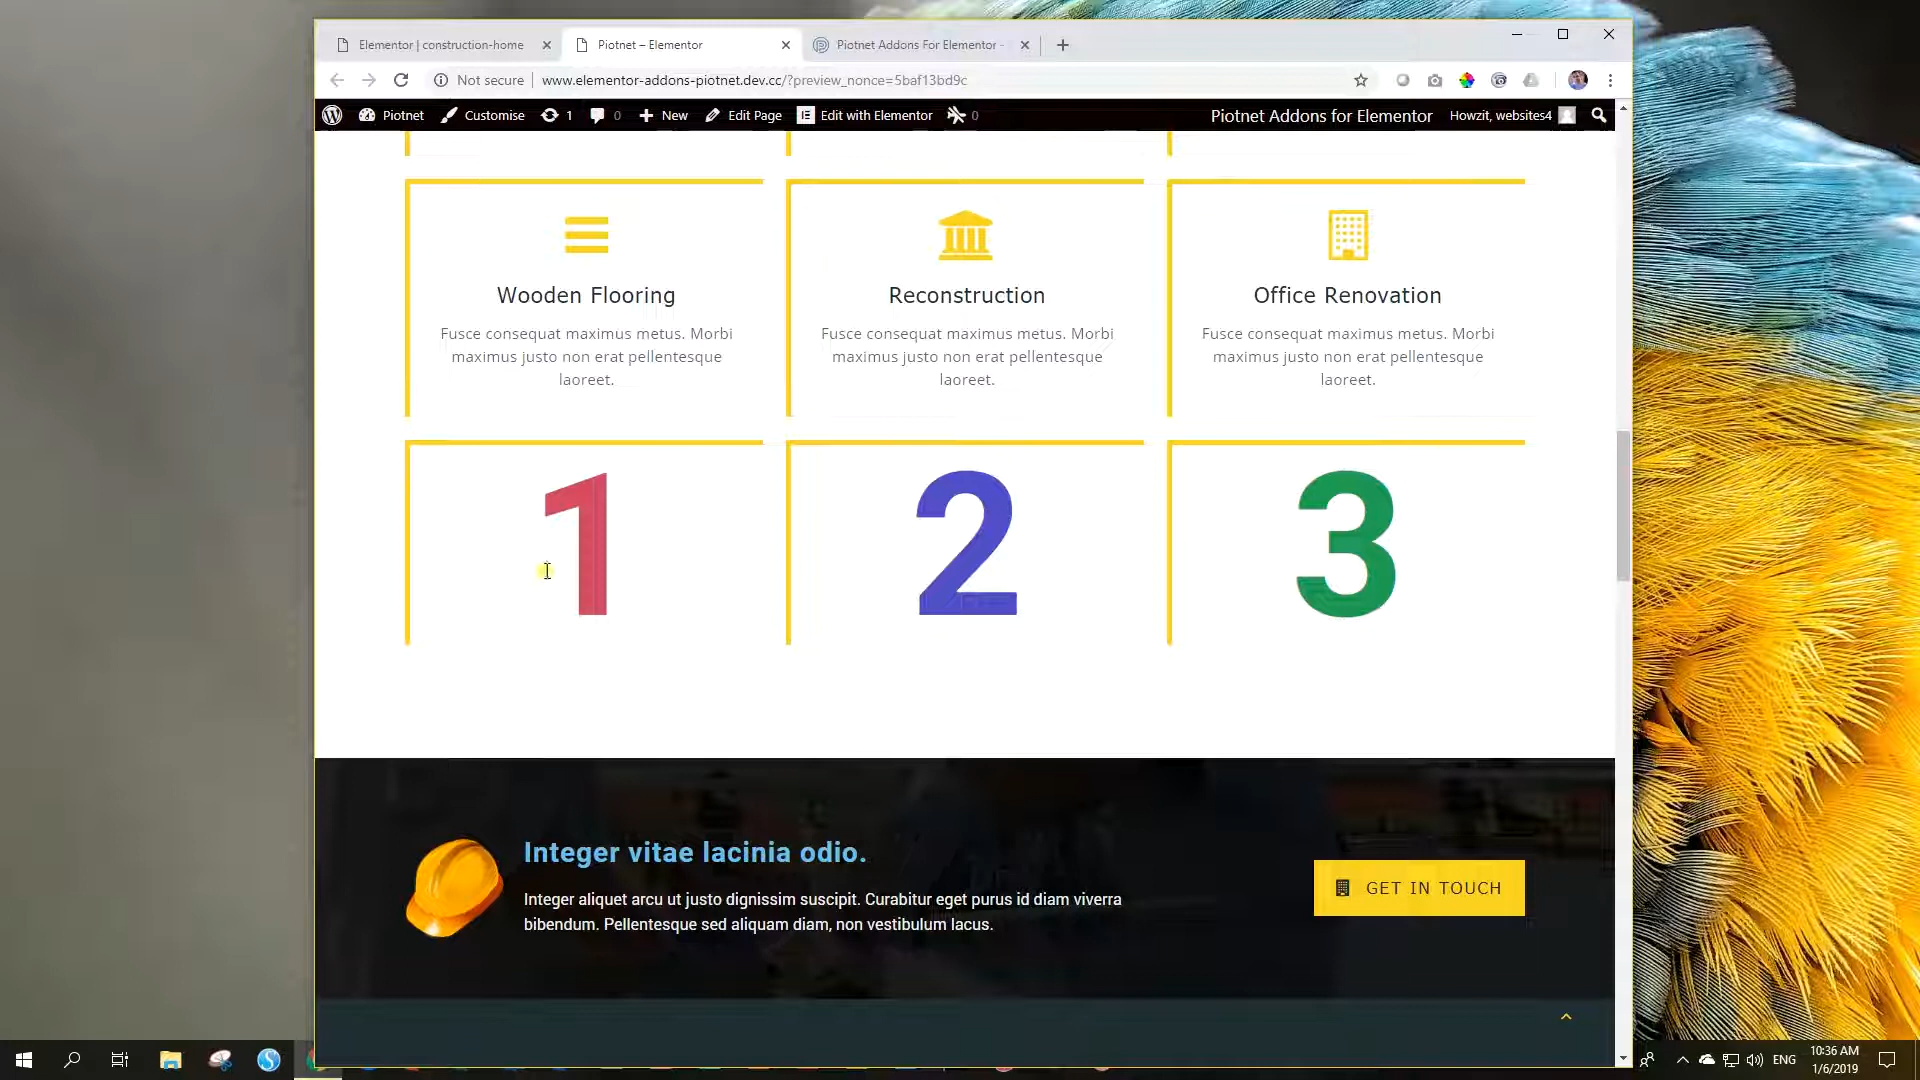 Elementor | construction-home
Piotnet – Elementor
Piotnet Addons For Elementor -
Not secure
www.elementor-addons-piotnet.dev.cc/?preview_nonce=5baf13bd9c
Piotnet
Customise
1
0
New
Edit Page
Edit with Elementor
0
Piotnet Addons for Elementor
Howzit, websites4
Wooden Flooring
Fusce consequat maximus metus. Morbi
maximus justo non erat pellentesque
laoreet.
Reconstruction
Fusce consequat maximus metus. Morbi
maximus justo non erat pellentesque
laoreet.
Office Renovation
Fusce consequat maximus metus. Morbi
maximus justo non erat pellentesque
laoreet.
1
2
3
Integer vitae lacinia odio.
Integer aliquet arcu ut justo dignissim suscipit. Curabitur eget purus id diam viverra
bibendum. Pellentesque sed aliquam diam, non vestibulum lacus.
GET IN TOUCH
ENG
10:36 AM
1/6/2019